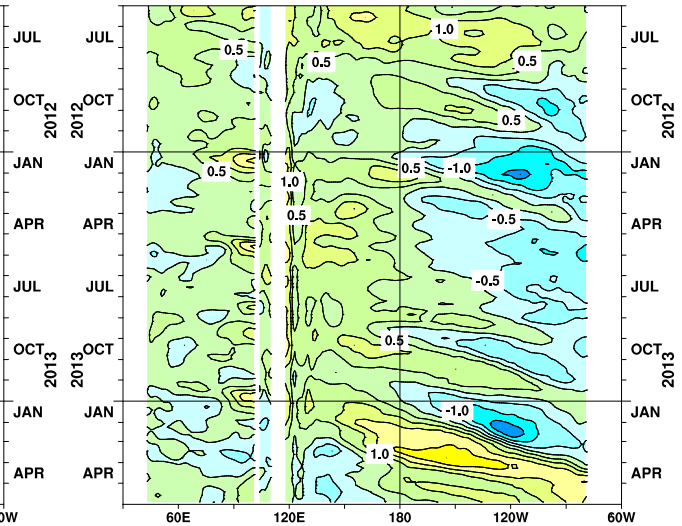 JUL JUL 1.0 JUL
0.5 0.5 0.5
OCT OCT OCT
2012 2012 0.5 2012
JAN JAN 0.5 0.5 -1.0 JAN
1.0
APR APR 0.5 -0.5 APR
JUL JUL -0.5 JUL
OCT OCT 0.5 OCT
2013 2013 2013
JAN JAN -1.0 JAN
APR APR 1.0 APR
0W 60E 120E 180 120W 60W